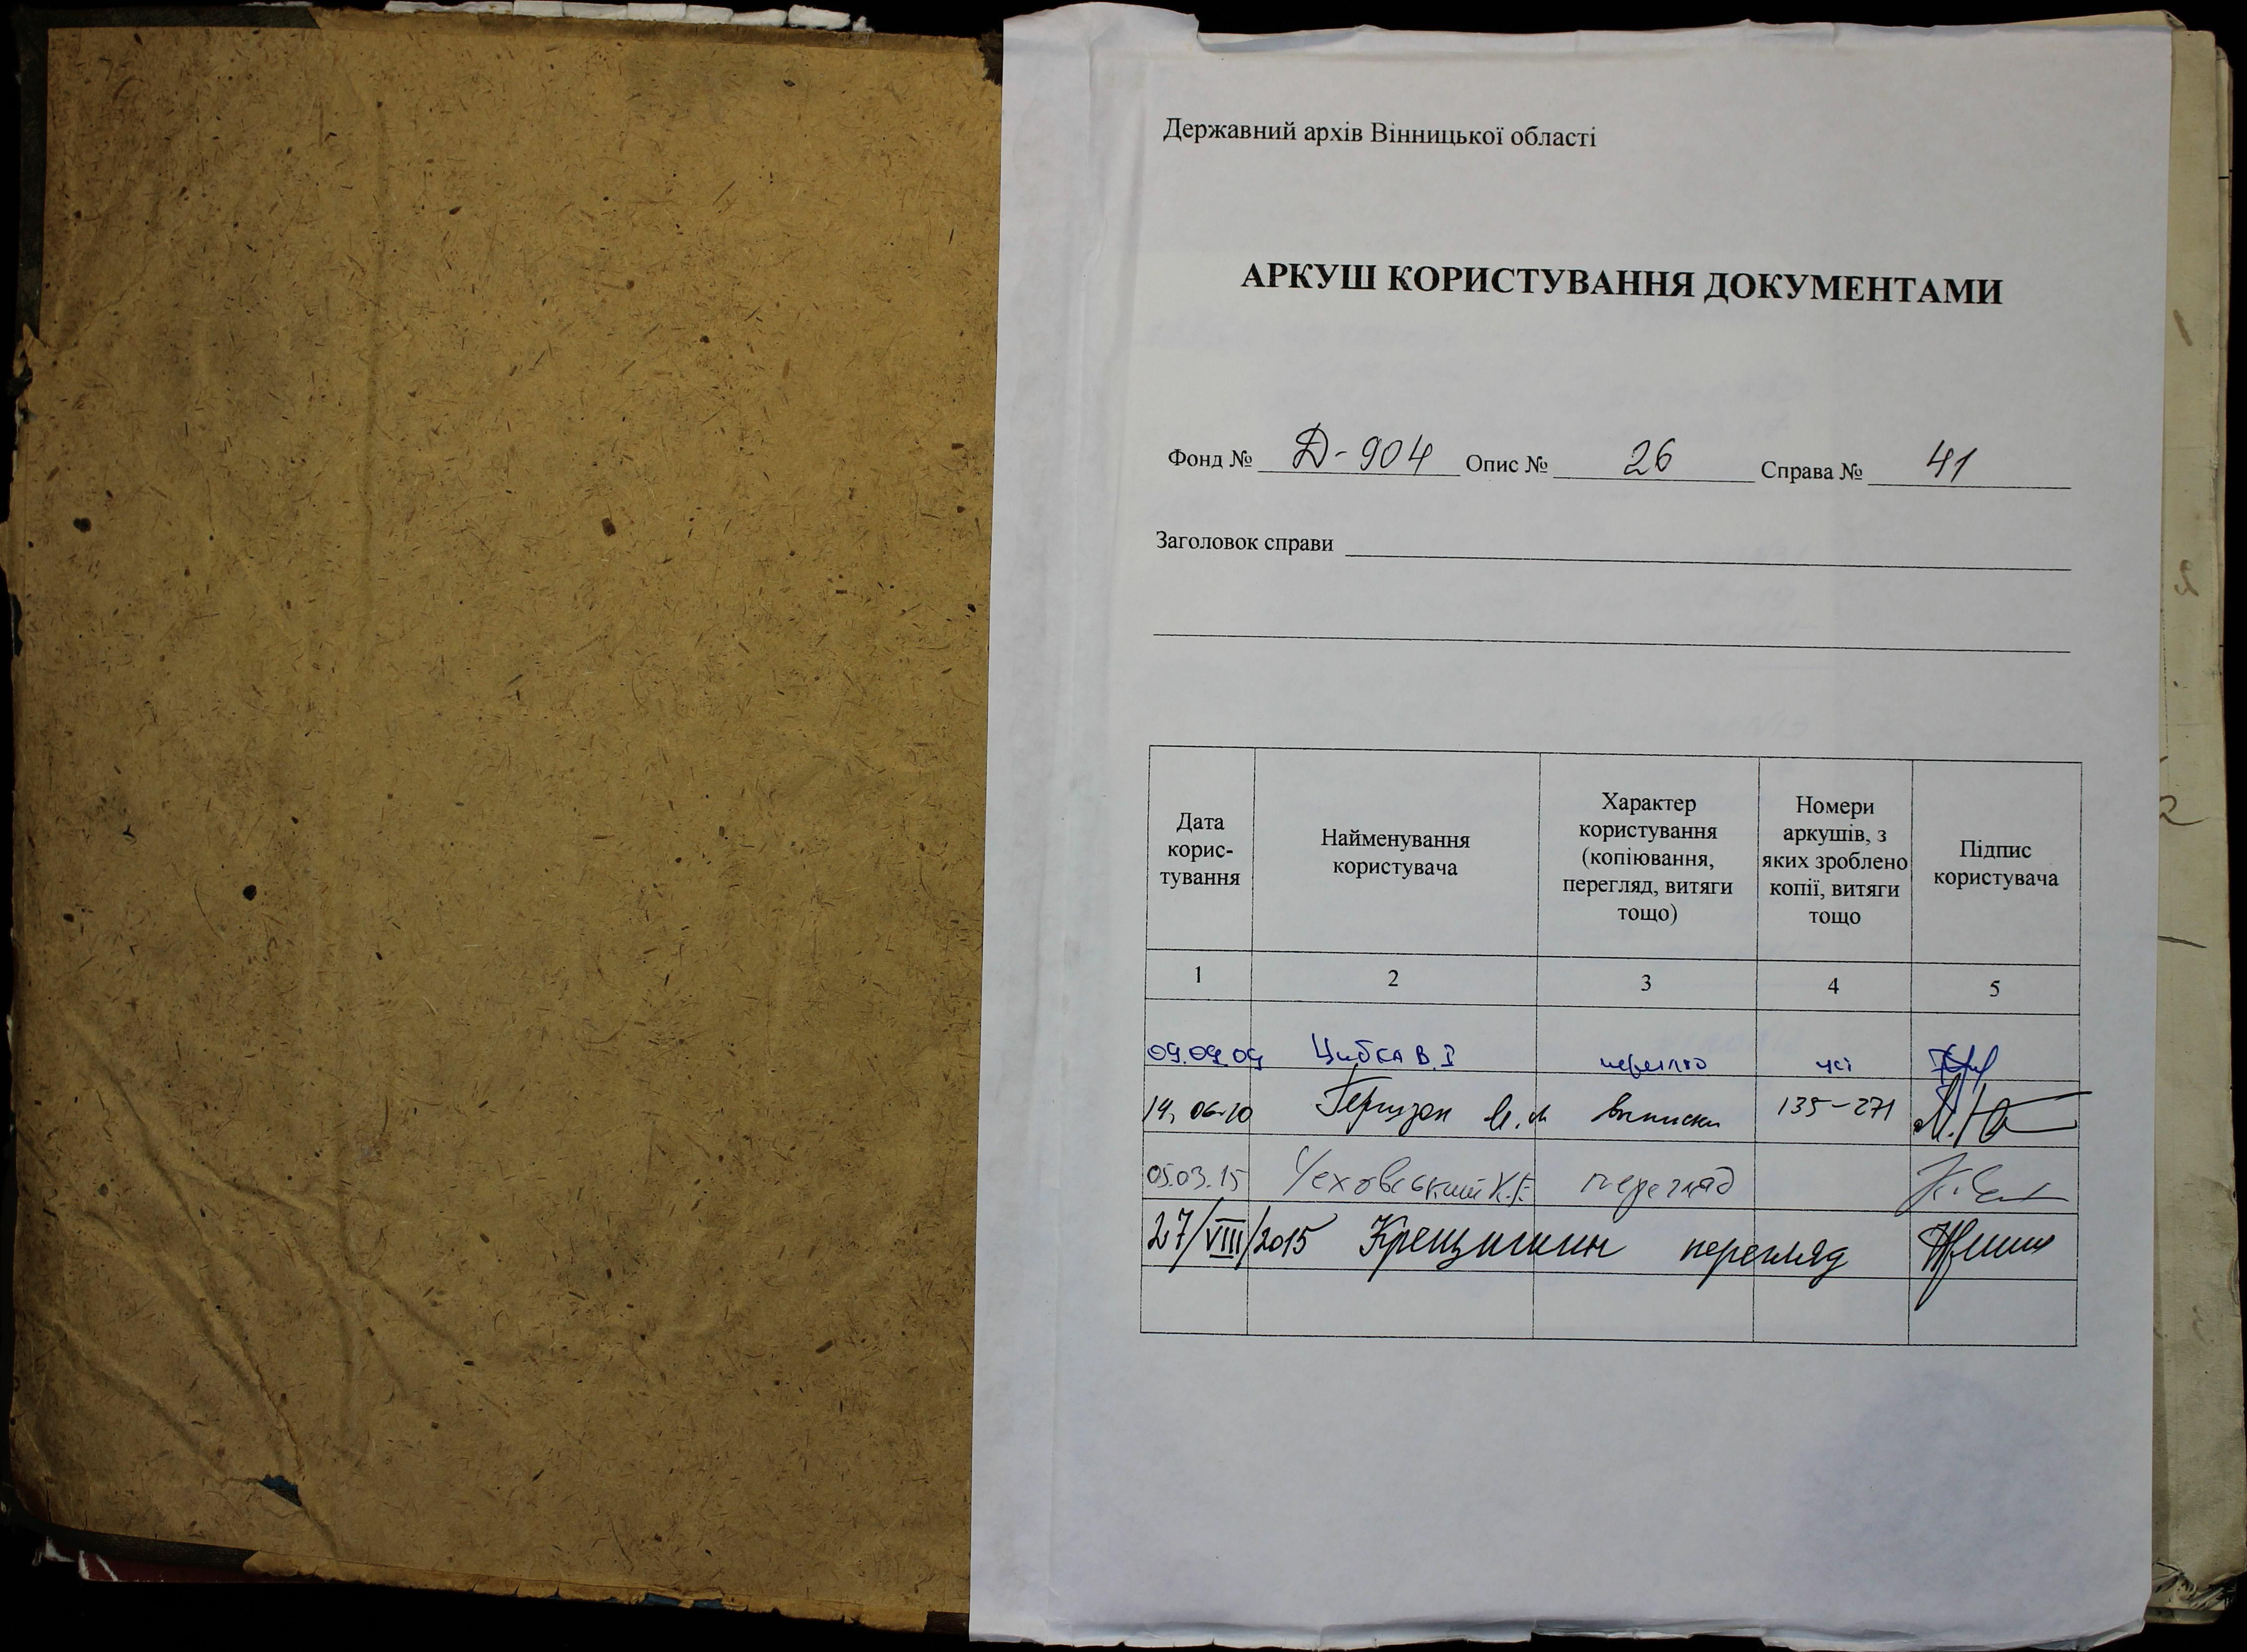 Державний архів Вінницької області
АРКУШ КОРИСТУВАННЯ ДОКУМЕНТАМИ
Фонд № Д-904 Опис № 26 Справа № 41
Заголовок справи
Дата корис-тування
Найменування користувача
Характер користування (копіювання, перегляд, витяги тощо)
Номери аркушів, з яких зроблено копії, витяги тощо
Підпис користувача
1 2 3 4 5
09.09.09 Цибка В.І усі
14.06.10 выписки 135-271
05.03.15 Чеховський К.Е. перегляд
27/VIII/2015 перегляд